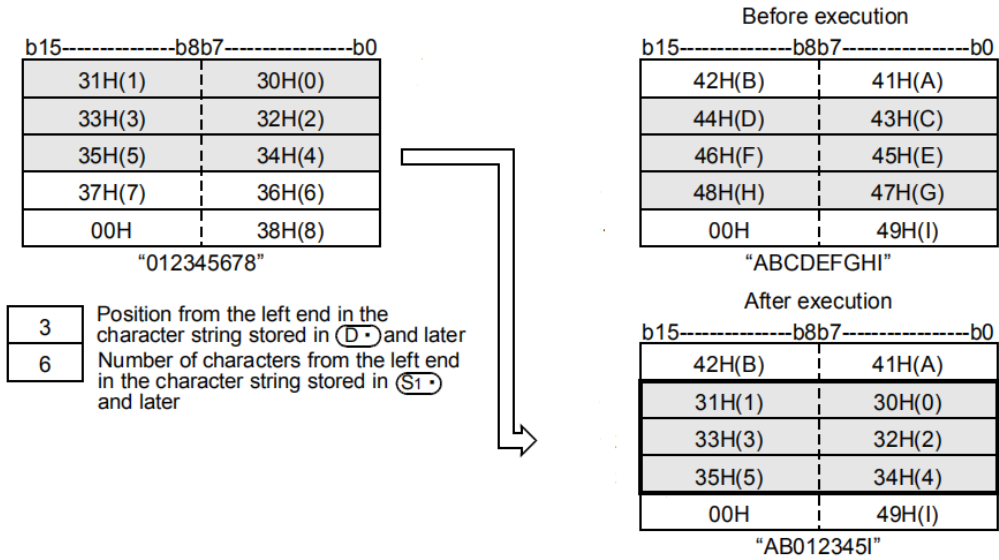 b15---------------b8b7-----------------b0
31H(1) 30H(0)
33H(3) 32H(2)
35H(5) 34H(4)
37H(7) 36H(6)
00H 38H(8)
“012345678”
3 Position from the left end in the
character string stored in D· and later
6 Number of characters from the left end
in the character string stored in S1·
and later
Before execution
b15---------------b8b7-----------------b0
42H(B) 41H(A)
44H(D) 43H(C)
46H(F) 45H(E)
48H(H) 47H(G)
00H 49H(I)
“ABCDEFGHI”
After execution
b15---------------b8b7-----------------b0
42H(B) 41H(A)
31H(1) 30H(0)
33H(3) 32H(2)
35H(5) 34H(4)
00H 49H(I)
“AB012345I”